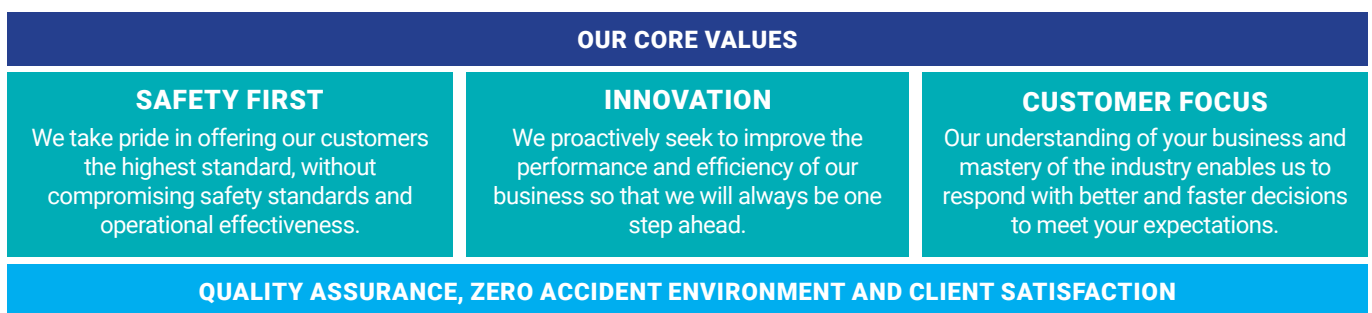 OUR CORE VALUES
SAFETY FIRST
We take pride in offering our customers
the highest standard, without
compromising safety standards and
operational effectiveness.
INNOVATION
We proactively seek to improve the
performance and efficiency of our
business so that we will always be one
step ahead.
CUSTOMER FOCUS
Our understanding of your business and
mastery of the industry enables us to
respond with better and faster decisions
to meet your expectations.
QUALITY ASSURANCE, ZERO ACCIDENT ENVIRONMENT AND CLIENT SATISFACTION